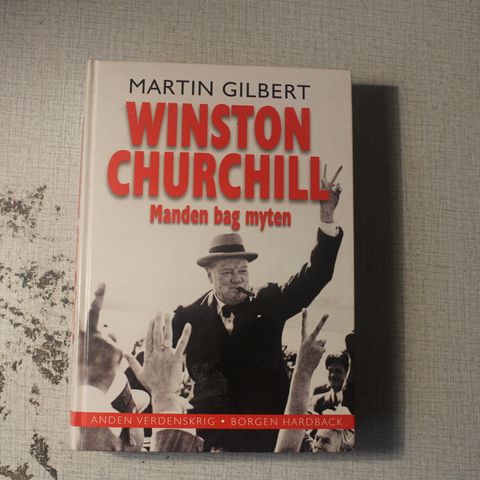 MARTIN GILBERT
WINSTON
CHURCHILL
Manden bag myten
ANDEN VERDENSKRIG • BORGEN HARDBACK